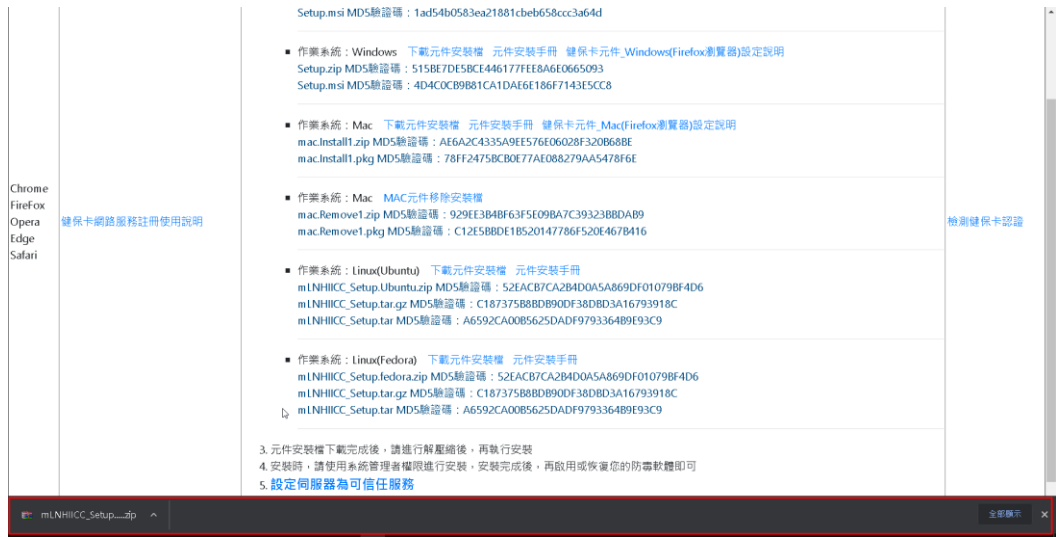 Setup.msi MD5驗證碼：1ad54b0583ea21881cbeb658ccc3a64d
作業系統：Windows 下載元件安裝檔 元件安裝手冊 健保卡元件_Windows(Firefox瀏覽器)設定說明
Setup.zip MD5驗證碼：515BE7DE5BCE446177FEE8A6E0665093
Setup.msi MD5驗證碼：4D4C0CB9B81CA1DAE6E186F7143E5CC8
作業系統：Mac 下載元件安裝檔 元件安裝手冊 健保卡元件_Mac(Firefox瀏覽器)設定說明
mac.Install1.zip MD5驗證碼：AE6A2C4335A9EE576E06028F320B68BE
mac.Install1.pkg MD5驗證碼：78FF2475BCB0E77AE088279AA5478F6E
作業系統：Mac MAC元件移除安裝檔
mac.Remove1.zip MD5驗證碼：929EE3B4BF63F5E09BA7C39323BBDAB9
mac.Remove1.pkg MD5驗證碼：C12E5BBDE1B520147786F520E467B416
Chrome
FireFox
Opera
Edge
Safari
健保卡網路服務註冊使用說明
檢測健保卡認證
作業系統：Linux(Ubuntu) 下載元件安裝檔 元件安裝手冊
mLNHIICC_Setup.Ubuntu.zip MD5驗證碼：52EACB7CA2B4D0A5A869DF01079BF4D6
mLNHIICC_Setup.tar.gz MD5驗證碼：C187375B8BDB90DF38DBD3A16793918C
mLNHIICC_Setup.tar MD5驗證碼：A6592CA00B5625DADF9793364B9E93C9
作業系統：Linux(Fedora) 下載元件安裝檔 元件安裝手冊
mLNHIICC_Setup.fedora.zip MD5驗證碼：52EACB7CA2B4D0A5A869DF01079BF4D6
mLNHIICC_Setup.tar.gz MD5驗證碼：C187375B8BDB90DF38DBD3A16793918C
mLNHIICC_Setup.tar MD5驗證碼：A6592CA00B5625DADF9793364B9E93C9
3. 元件安裝檔下載完成後，請進行解壓縮後，再執行安裝
4. 安裝時，請使用系統管理者權限進行安裝，安裝完成後，再啟用或恢復您的防毒軟體即可
5. 設定伺服器為可信任服務
mLNHIICC_Setup.....zip
全部顯示